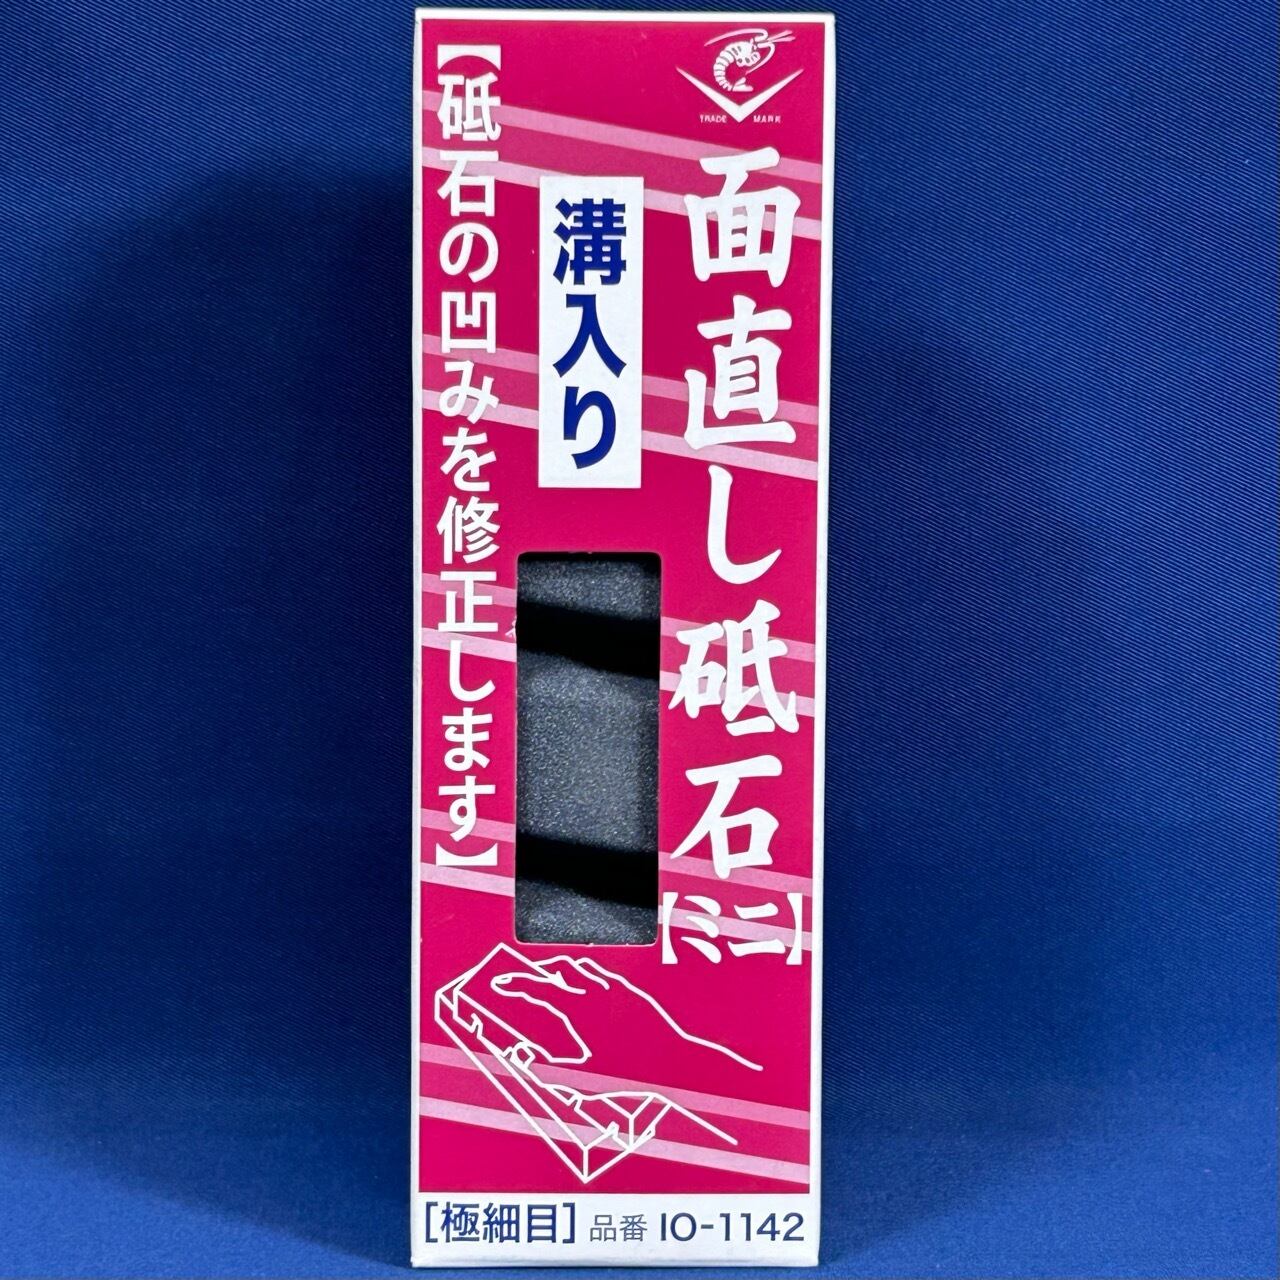 TRADE MARK
面直し砥石【ミニ】
溝入り
【砥石の凹みを修正します】
[極細目] 品番 IO-1142